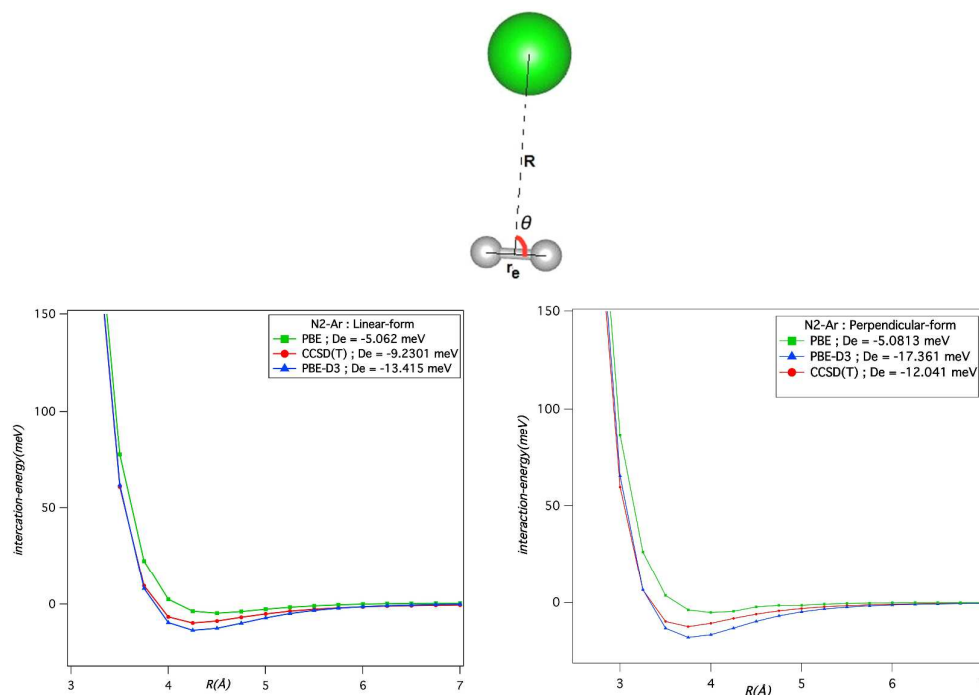 R
θ
rₑ
N2-Ar : Linear-form
PBE ; De = -5.062 meV
CCSD(T) ; De = -9.2301 meV
PBE-D3 ; De = -13.415 meV
150
100
50
0
intercation-energy(meV)
3
4
5
6
7
R(Å)
N2-Ar : Perpendicular-form
PBE ; De = -5.0813 meV
PBE-D3 ; De = -17.361 meV
CCSD(T) ; De = -12.041 meV
150
100
50
0
interaction-energy(meV)
3
4
5
6
R(Å)